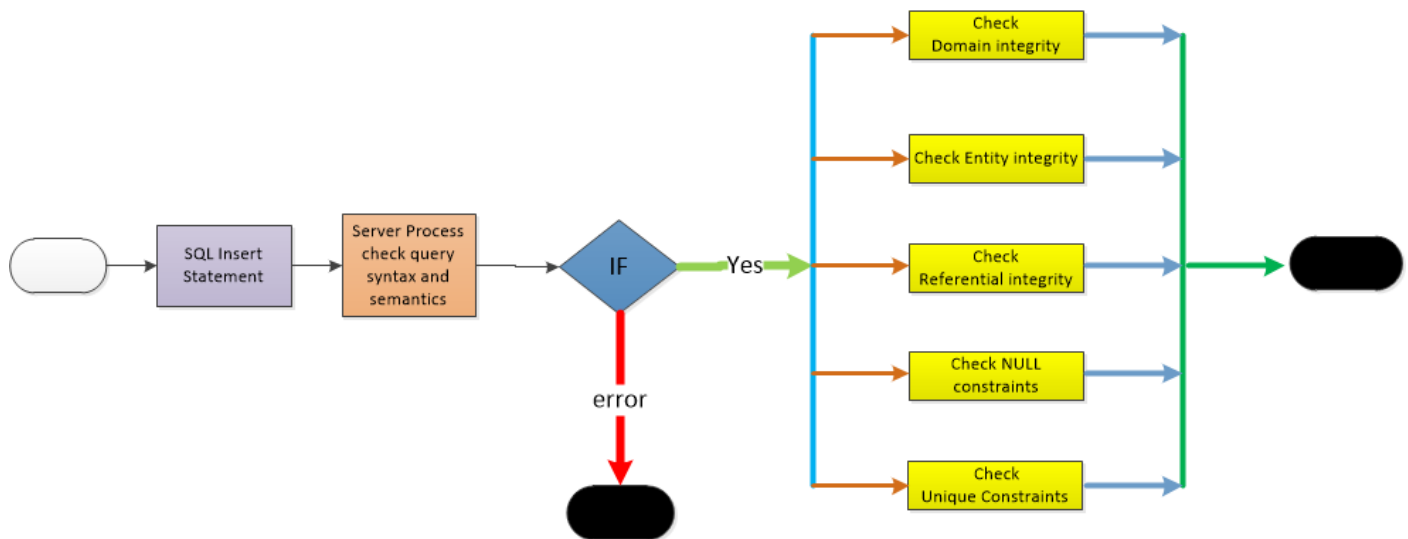 SQL Insert
Statement
Server Process
check query
syntax and
semantics
IF
Yes
error
Check
Domain integrity
Check Entity integrity
Check
Referential integrity
Check NULL
constraints
Check
Unique Constraints